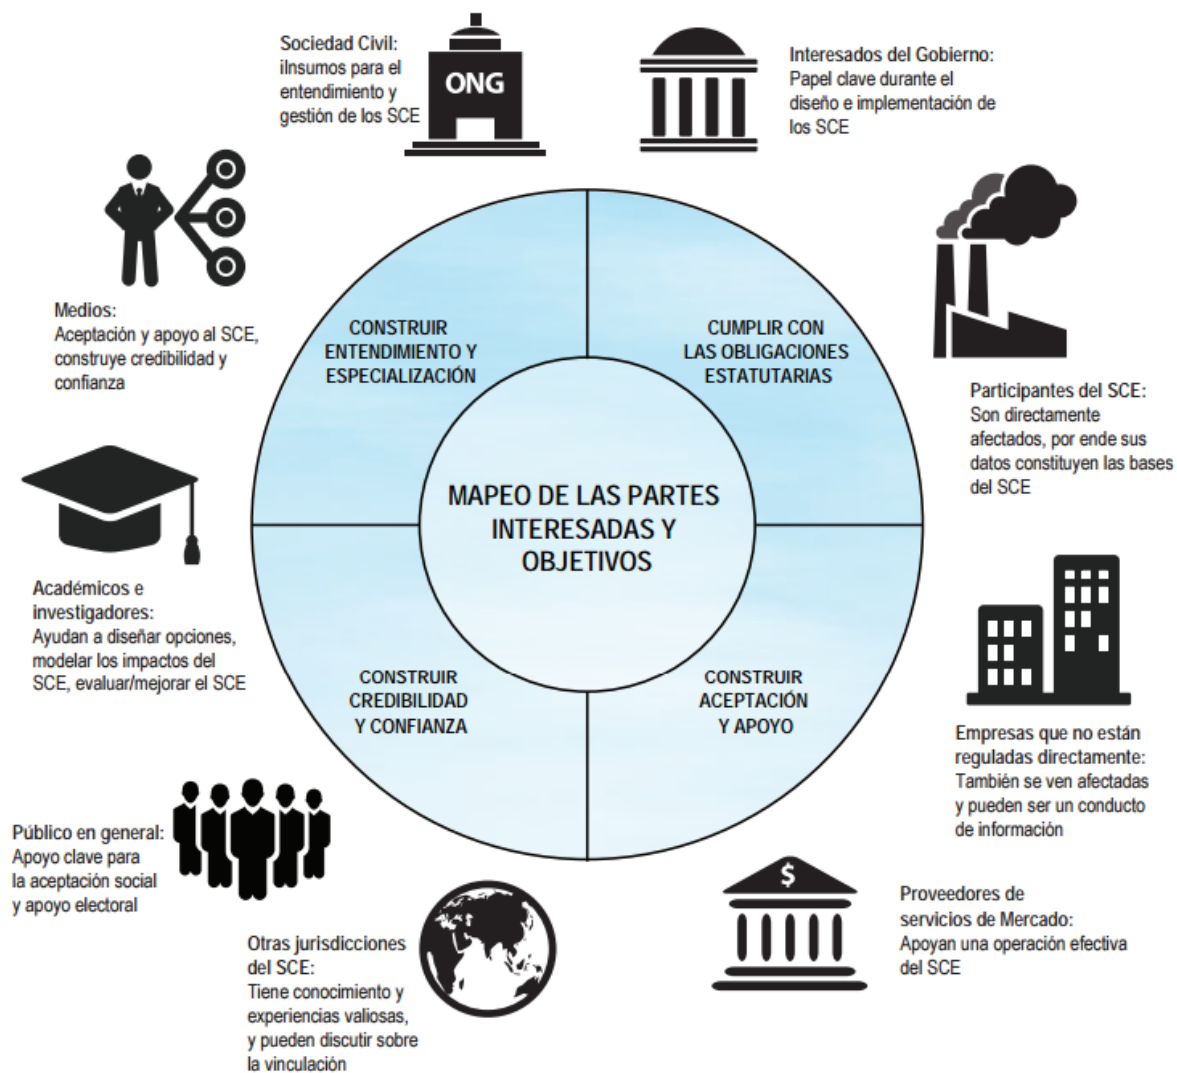 Sociedad Civil:
iInsumos para el
entendimiento y
gestión de los SCE
ONG
Interesados del Gobierno:
Papel clave durante el
diseño e implementación de
los SCE
Medios:
Aceptación y apoyo al SCE,
construye credibilidad y
confianza
Participantes del SCE:
Son directamente
afectados, por ende sus
datos constituyen las bases
del SCE
CONSTRUIR
ENTENDIMIENTO Y
ESPECIALIZACIÓN
CUMPLIR CON
LAS OBLIGACIONES
ESTATUTARIAS
MAPEO DE LAS PARTES
INTERESADAS Y
OBJETIVOS
CONSTRUIR
CREDIBILIDAD
Y CONFIANZA
CONSTRUIR
ACEPTACIÓN
Y APOYO
Académicos e
investigadores:
Ayudan a diseñar opciones,
modelar los impactos del
SCE, evaluar/mejorar el SCE
Empresas que no están
reguladas directamente:
También se ven afectadas
y pueden ser un conducto
de información
Público en general:
Apoyo clave para
la aceptación social
y apoyo electoral
Otras jurisdicciones
del SCE:
Tiene conocimiento y
experiencias valiosas,
y pueden discutir sobre
la vinculación
$
Proveedores de
servicios de Mercado:
Apoyan una operación efectiva
del SCE